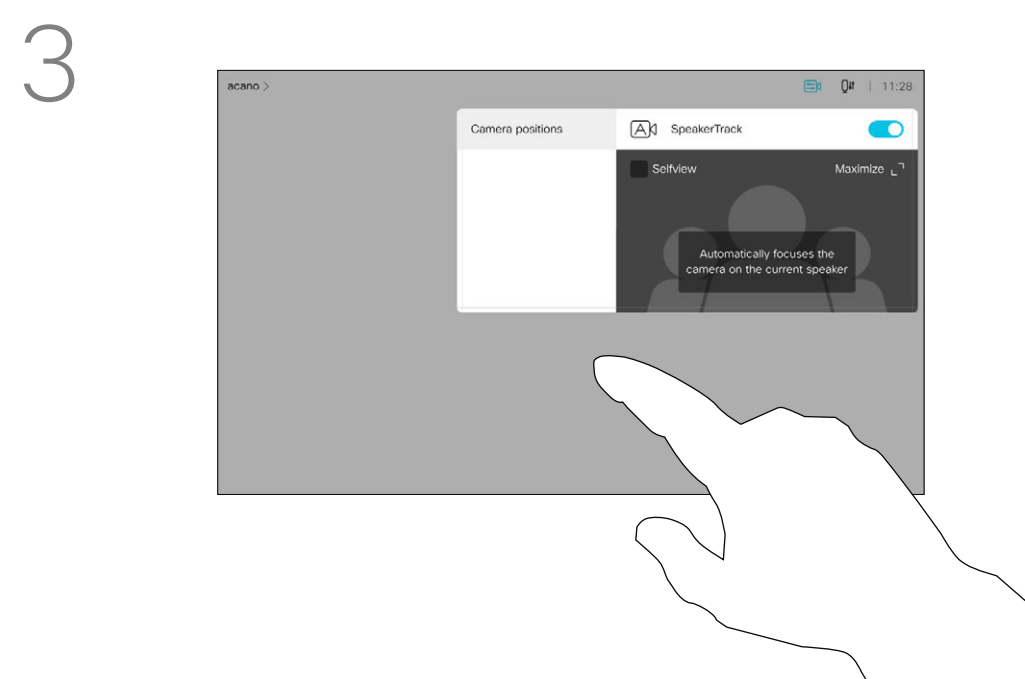 3
acano >
| 11:28
Camera positions
A SpeakerTrack
Selfview
Maximize
Automatically focuses the
camera on the current speaker